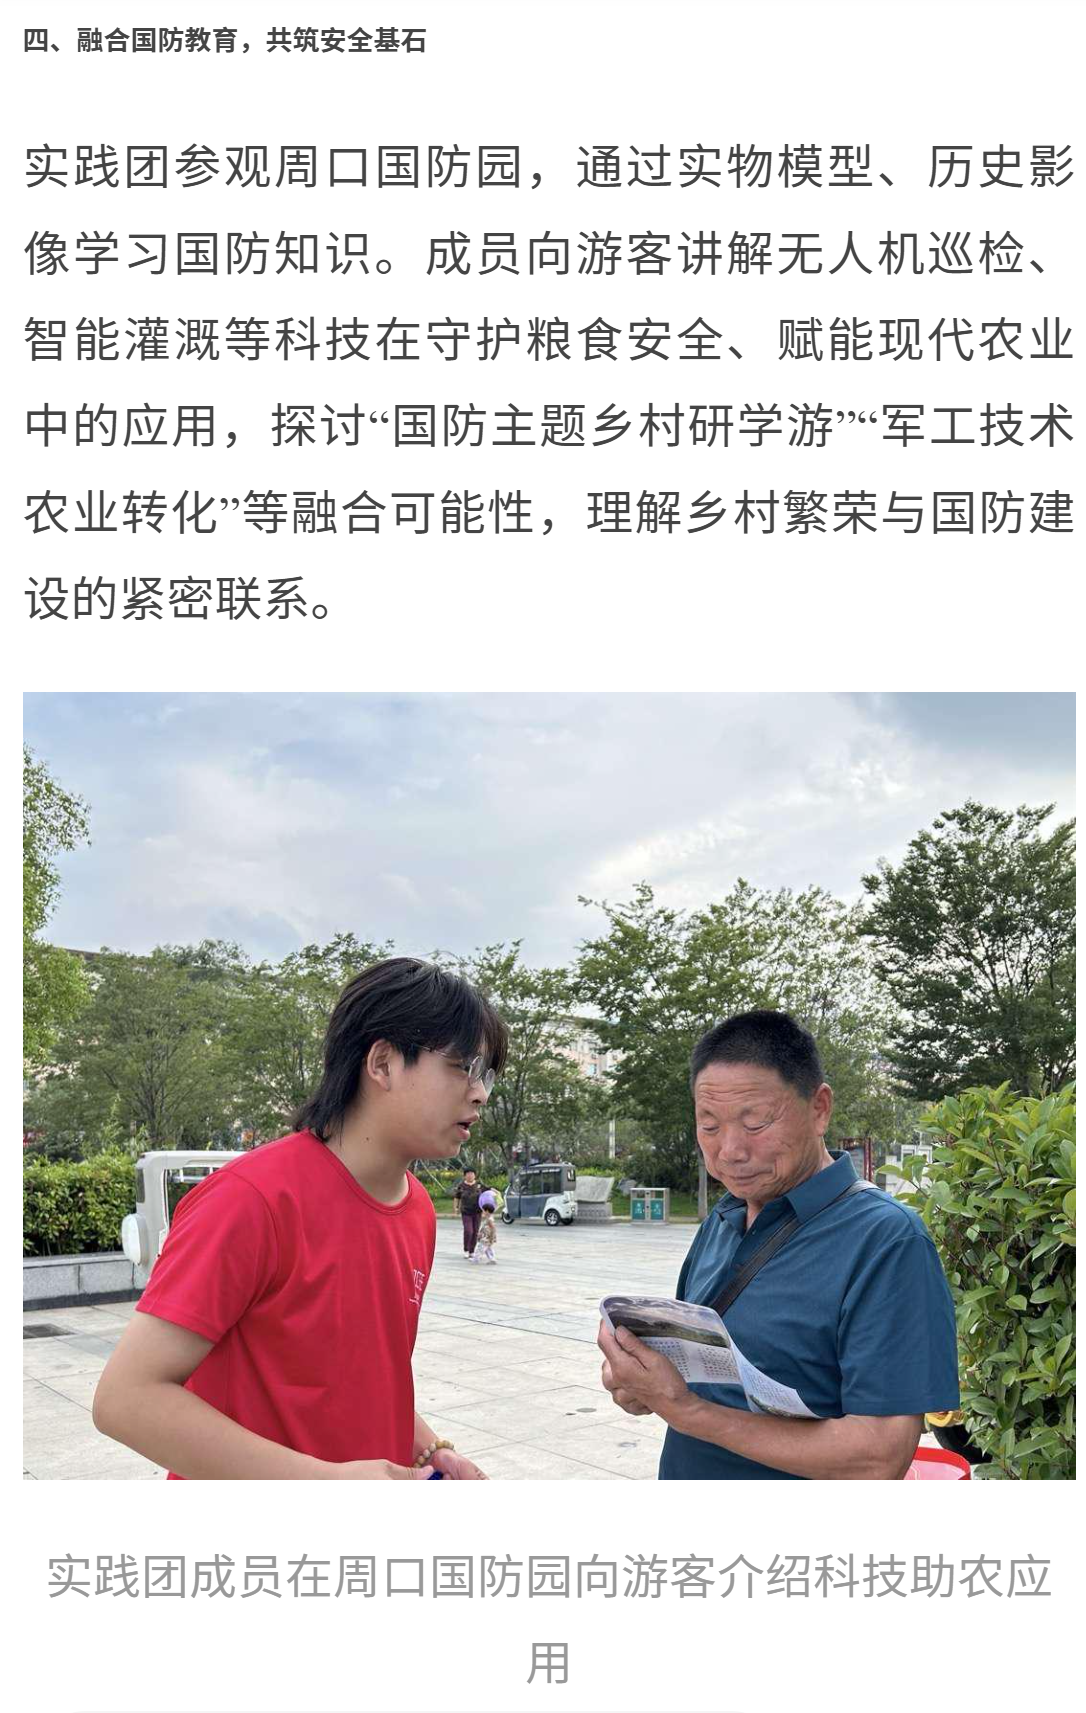 四、融合国防教育，共筑安全基石
实践团参观周口国防园，通过实物模型、历史影
像学习国防知识。成员向游客讲解无人机巡检、
智能灌溉等科技在守护粮食安全、赋能现代农业
中的应用，探讨“国防主题乡村研学游”“军工技术
农业转化”等融合可能性，理解乡村繁荣与国防建
设的紧密联系。
实践团成员在周口国防园向游客介绍科技助农应
用